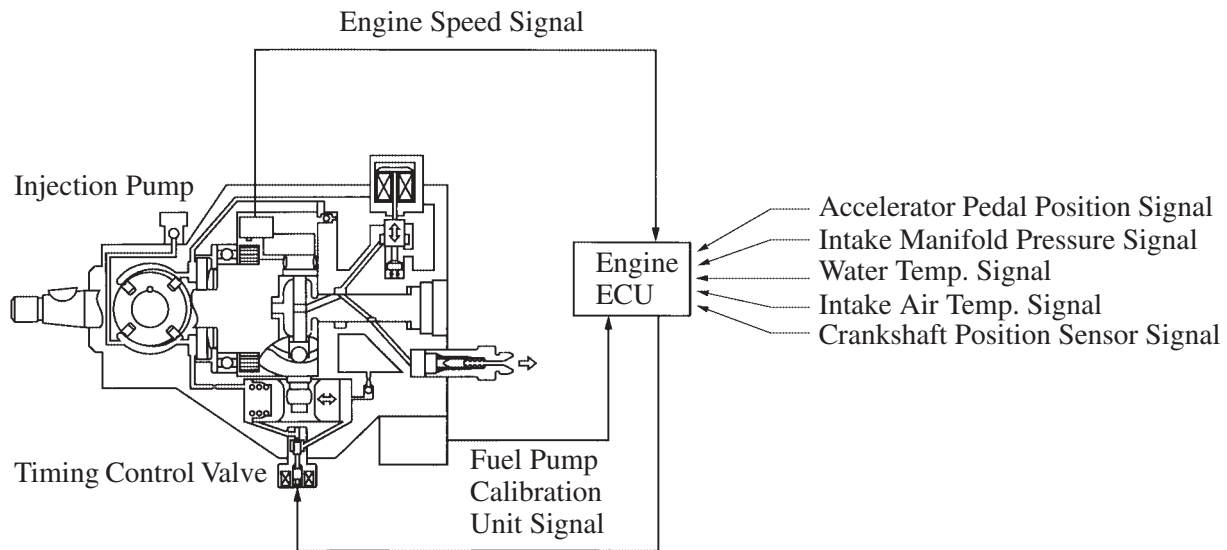 Engine Speed Signal
Injection Pump
Accelerator Pedal Position Signal
Intake Manifold Pressure Signal
Engine
ECU
Water Temp. Signal
Intake Air Temp. Signal
Crankshaft Position Sensor Signal
Timing Control Valve
Fuel Pump
Calibration
Unit Signal